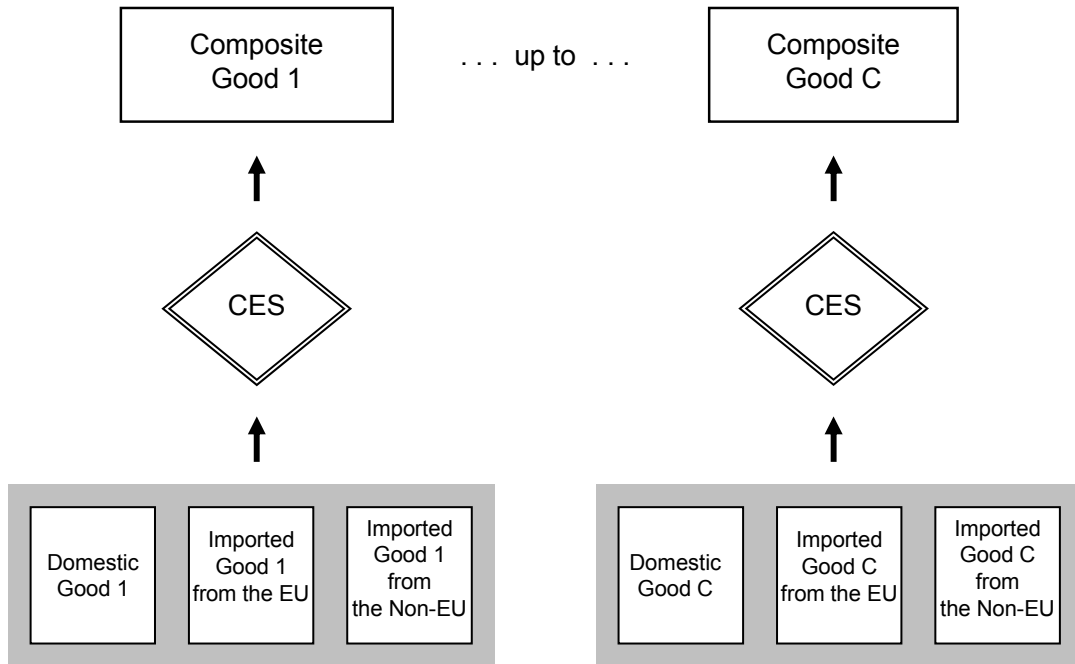 Composite
Good 1
. . . up to . . .
Composite
Good C
CES
CES
Domestic
Good 1
Imported
Good 1
from the EU
Imported
Good 1
from
the Non-EU
Domestic
Good C
Imported
Good C
from the EU
Imported
Good C
from
the Non-EU